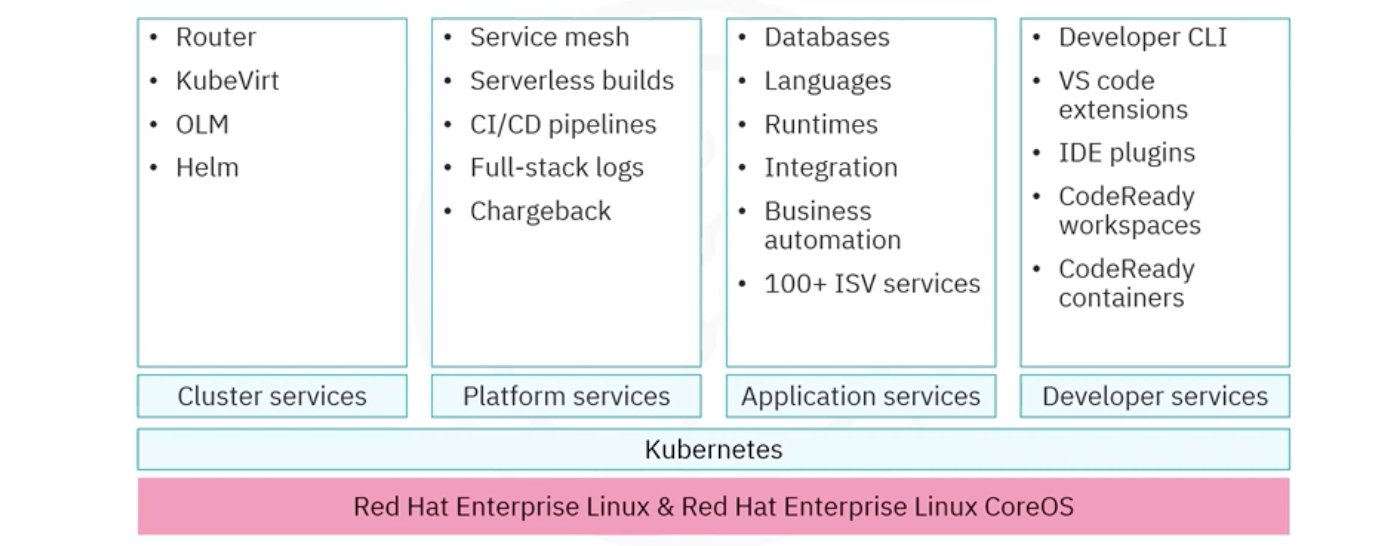 • Router
• KubeVirt
• OLM
• Helm
Cluster services
• Service mesh
• Serverless builds
• CI/CD pipelines
• Full-stack logs
• Chargeback
Platform services
• Databases
• Languages
• Runtimes
• Integration
• Business
automation
• 100+ ISV services
Application services
• Developer CLI
• VS code
extensions
• IDE plugins
• CodeReady
workspaces
• CodeReady
containers
Developer services
Kubernetes
Red Hat Enterprise Linux & Red Hat Enterprise Linux CoreOS